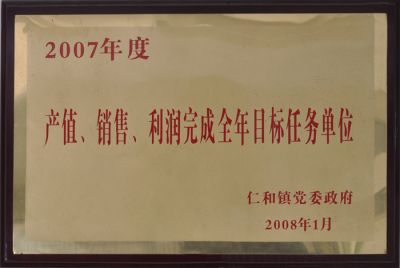 2007年度
产值、销售、利润完成全年目标任务单位
仁和镇党委政府
2008年1月